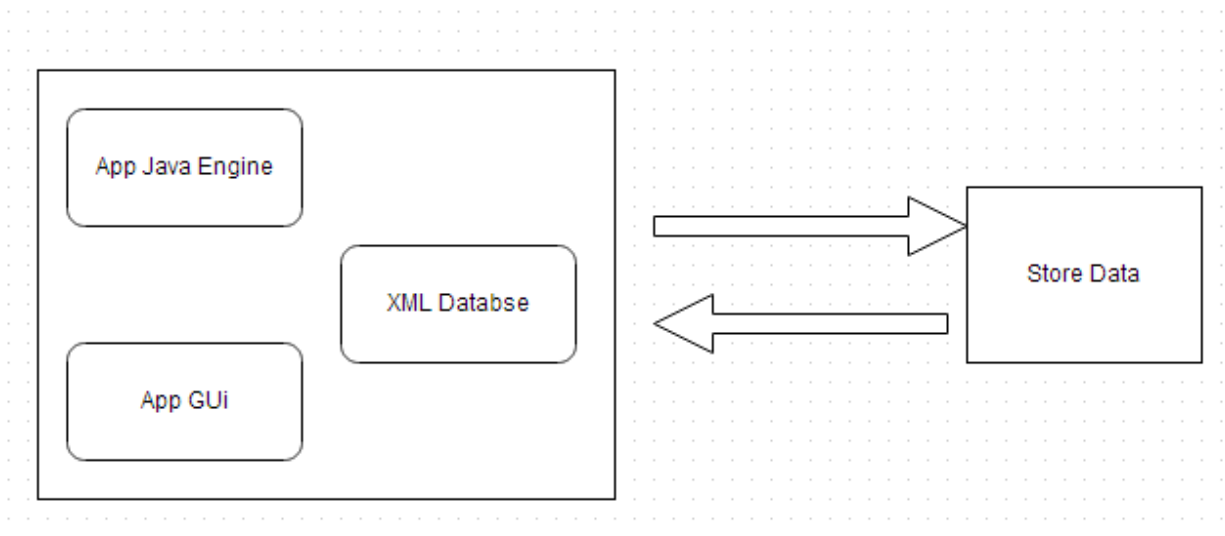 App Java Engine
XML Databse
App GUi
Store Data